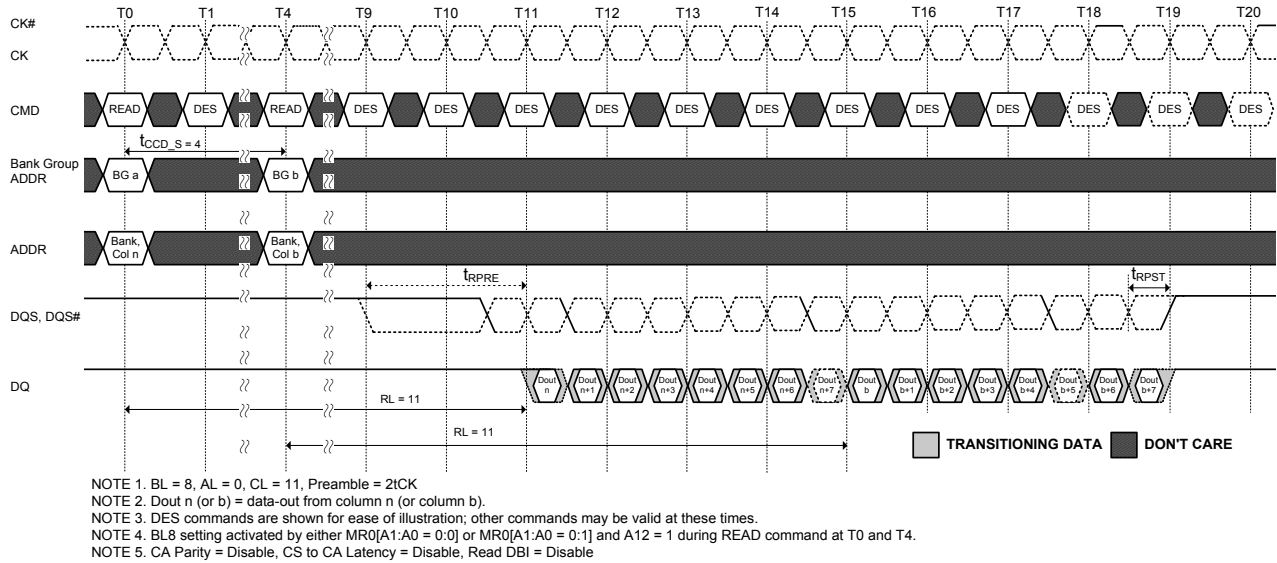 T0 T1 T4 T9 T10 T11 T12 T13 T14 T15 T16 T17 T18 T19 T20
CK#
CK
CMD READ DES READ DES DES DES DES DES DES DES DES DES DES DES DES
tCCD_S = 4
Bank Group
ADDR
BG a BG b
ADDR
Bank,
Col n
Bank,
Col b
tRPRE tRPST
DQS, DQS#
DQ
Dout
n
Dout
n+1
Dout
n+2
Dout
n+3
Dout
n+4
Dout
n+5
Dout
n+6
Dout
n+7
Dout
b
Dout
b+1
Dout
b+2
Dout
b+3
Dout
b+4
Dout
b+5
Dout
b+6
Dout
b+7
RL = 11
RL = 11
TRANSITIONING DATA DON'T CARE
NOTE 1. BL = 8, AL = 0, CL = 11, Preamble = 2tCK
NOTE 2. Dout n (or b) = data-out from column n (or column b).
NOTE 3. DES commands are shown for ease of illustration; other commands may be valid at these times.
NOTE 4. BL8 setting activated by either MR0[A1:A0 = 0:0] or MR0[A1:A0 = 0:1] and A12 = 1 during READ command at T0 and T4.
NOTE 5. CA Parity = Disable, CS to CA Latency = Disable, Read DBI = Disable